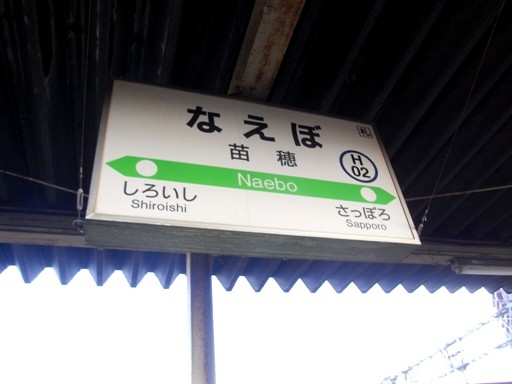 なえぼ
札
苗穂
H
02
Naebo
しろいし
Shiroishi
さっぽろ
Sapporo